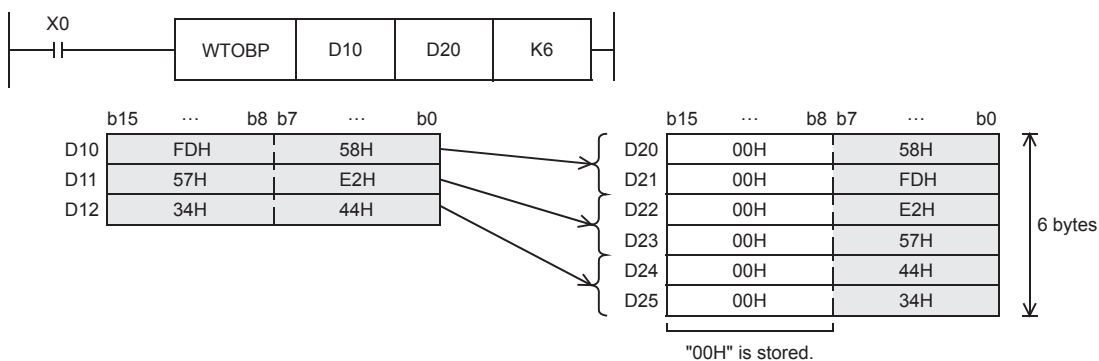 X0
WTOBP D10 D20 K6
b15 ··· b8 b7 ··· b0
D10 FDH 58H
D11 57H E2H
D12 34H 44H
b15 ··· b8 b7 ··· b0
D20 00H 58H
D21 00H FDH
D22 00H E2H
D23 00H 57H
D24 00H 44H
D25 00H 34H
6 bytes
"00H" is stored.